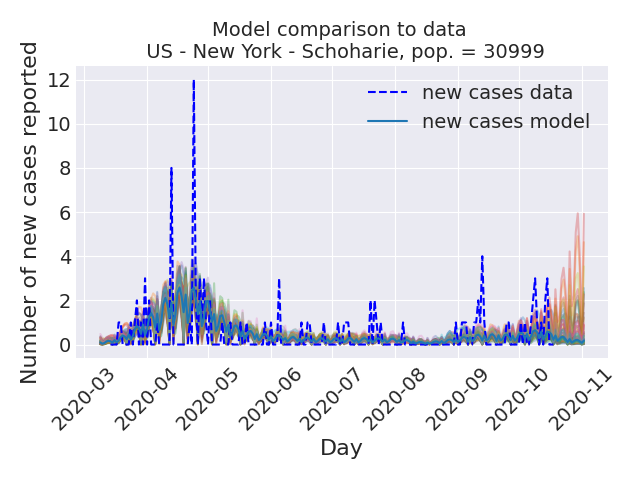 Model comparison to data
US - New York - Schoharie, pop. = 30999
Number of new cases reported
12
10
8
6
4
2
0
new cases data
new cases model
2020-03
2020-04
2020-05
2020-06
2020-07
2020-08
2020-09
2020-10
2020-11
Day